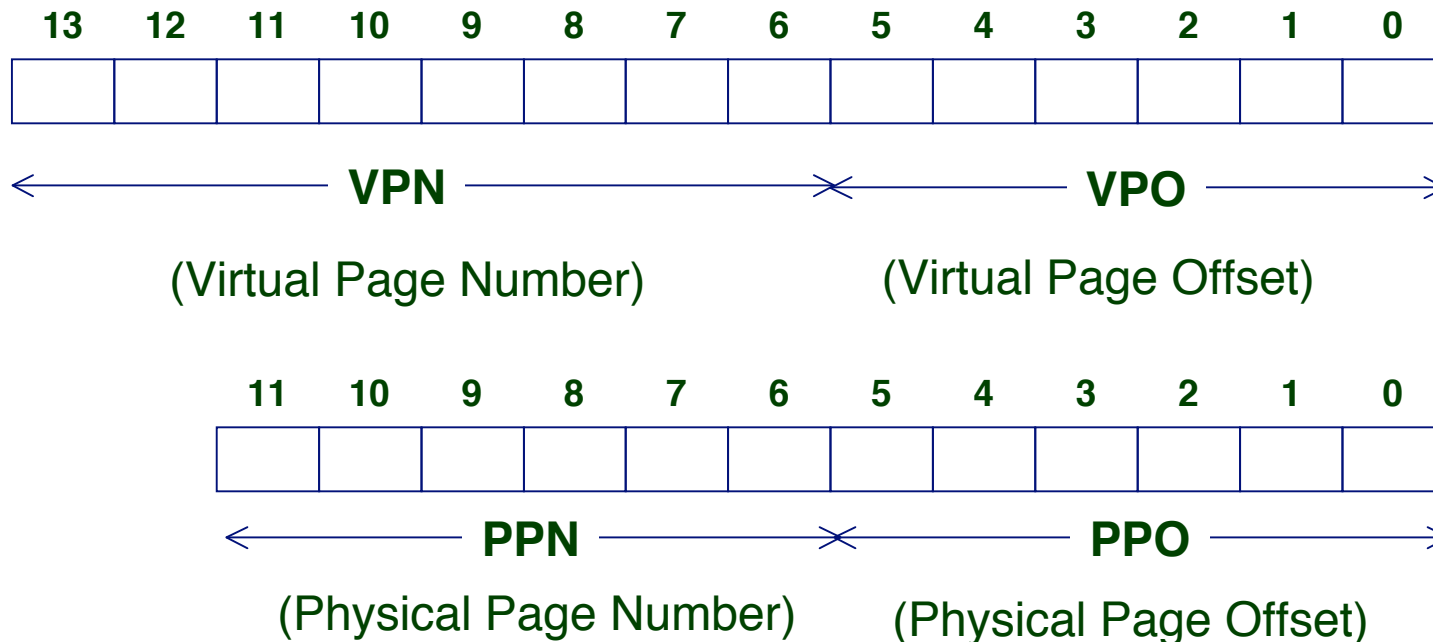 13 12 11 10 9 8 7 6 5 4 3 2 1 0
VPN VPO
(Virtual Page Number) (Virtual Page Offset)
11 10 9 8 7 6 5 4 3 2 1 0
PPN PPO
(Physical Page Number) (Physical Page Offset)